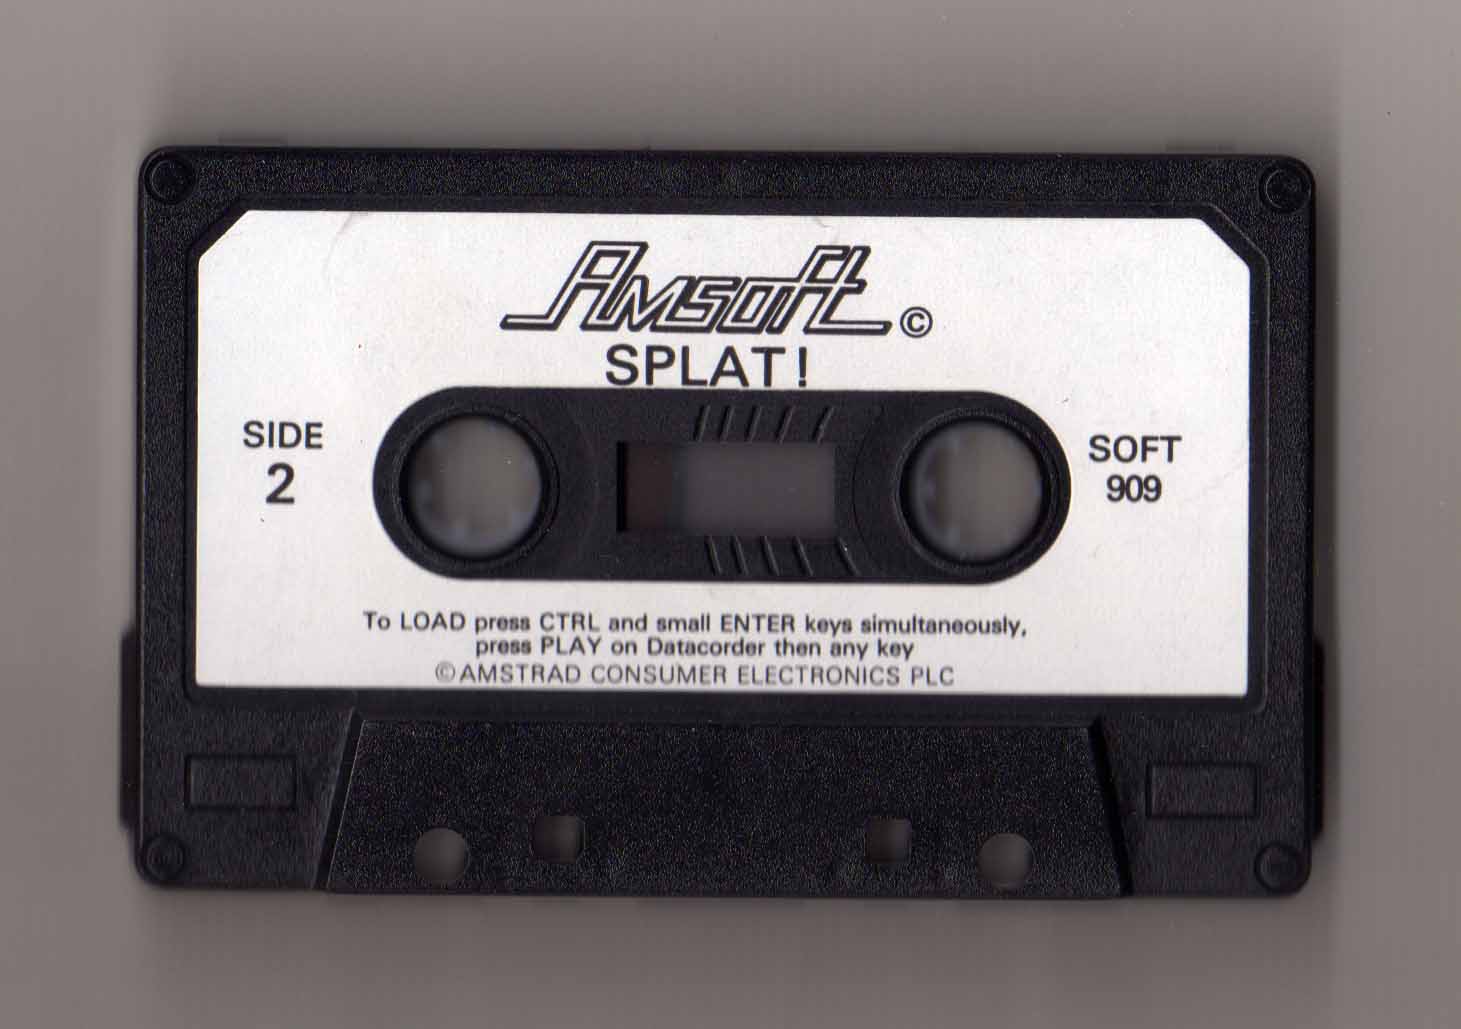 Amsoft ©
SPLAT!
SIDE
2
SOFT
909
To LOAD press CTRL and small ENTER keys simultaneously,
press PLAY on Datacorder then any key
©AMSTRAD CONSUMER ELECTRONICS PLC